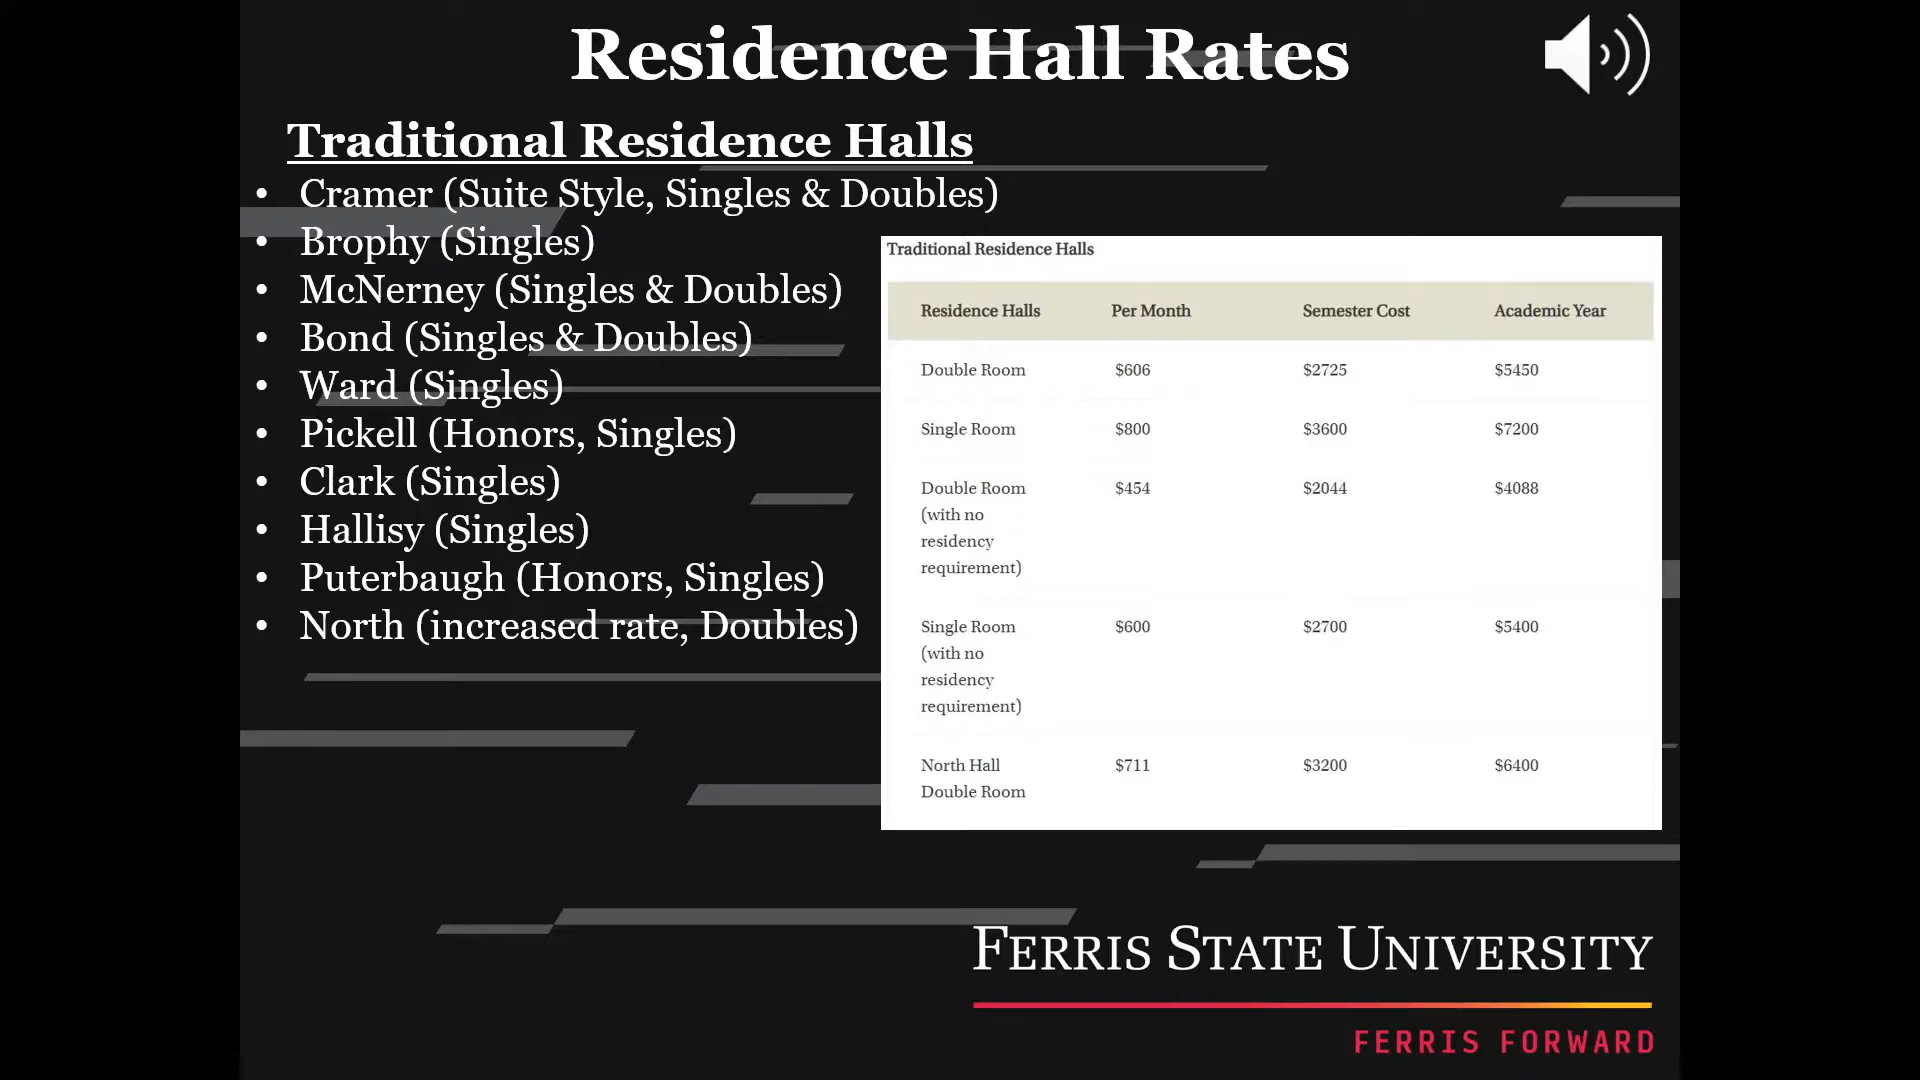 Residence Hall Rates
Traditional Residence Halls
• Cramer (Suite Style, Singles & Doubles)
• Brophy (Singles)
• McNerney (Singles & Doubles)
• Bond (Singles & Doubles)
• Ward (Singles)
• Pickell (Honors, Singles)
• Clark (Singles)
• Hallisy (Singles)
• Puterbaugh (Honors, Singles)
• North (increased rate, Doubles)
Traditional Residence Halls
Residence Halls Per Month Semester Cost Academic Year
Double Room $606 $2725 $5450
Single Room $800 $3600 $7200
Double Room $454 $2044 $4088
(with no
residency
requirement)
Single Room $600 $2700 $5400
(with no
residency
requirement)
North Hall $711 $3200 $6400
Double Room
FERRIS STATE UNIVERSITY
FERRIS FORWARD